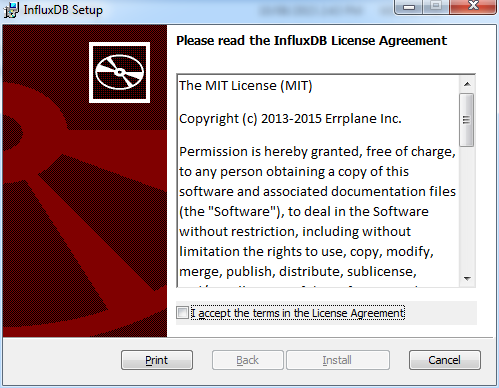 InfluxDB Setup
Please read the InfluxDB License Agreement
The MIT License (MIT)
Copyright (c) 2013-2015 Errplane Inc.
Permission is hereby granted, free of charge,
to any person obtaining a copy of this
software and associated documentation files
(the "Software"), to deal in the Software
without restriction, including without
limitation the rights to use, copy, modify,
merge, publish, distribute, sublicense,
I accept the terms in the License Agreement
Print
Back
Install
Cancel